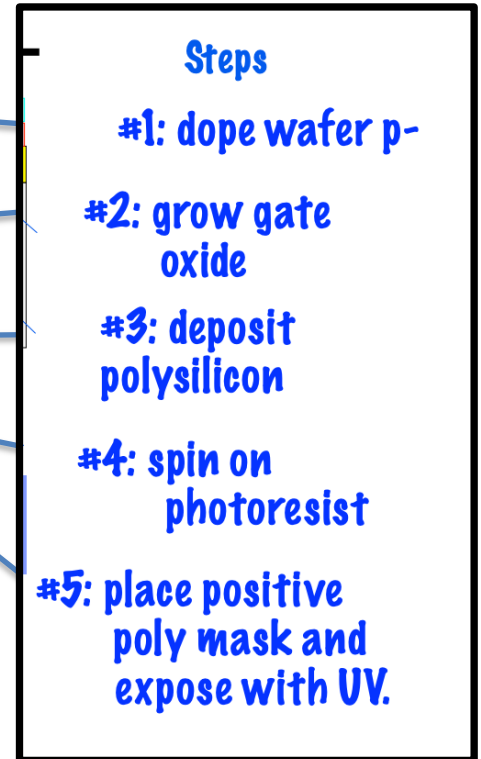 Steps
#1: dope wafer p-
#2: grow gate
oxide
#3: deposit
polysilicon
#4: spin on
photoresist
#5: place positive
poly mask and
expose with UV.